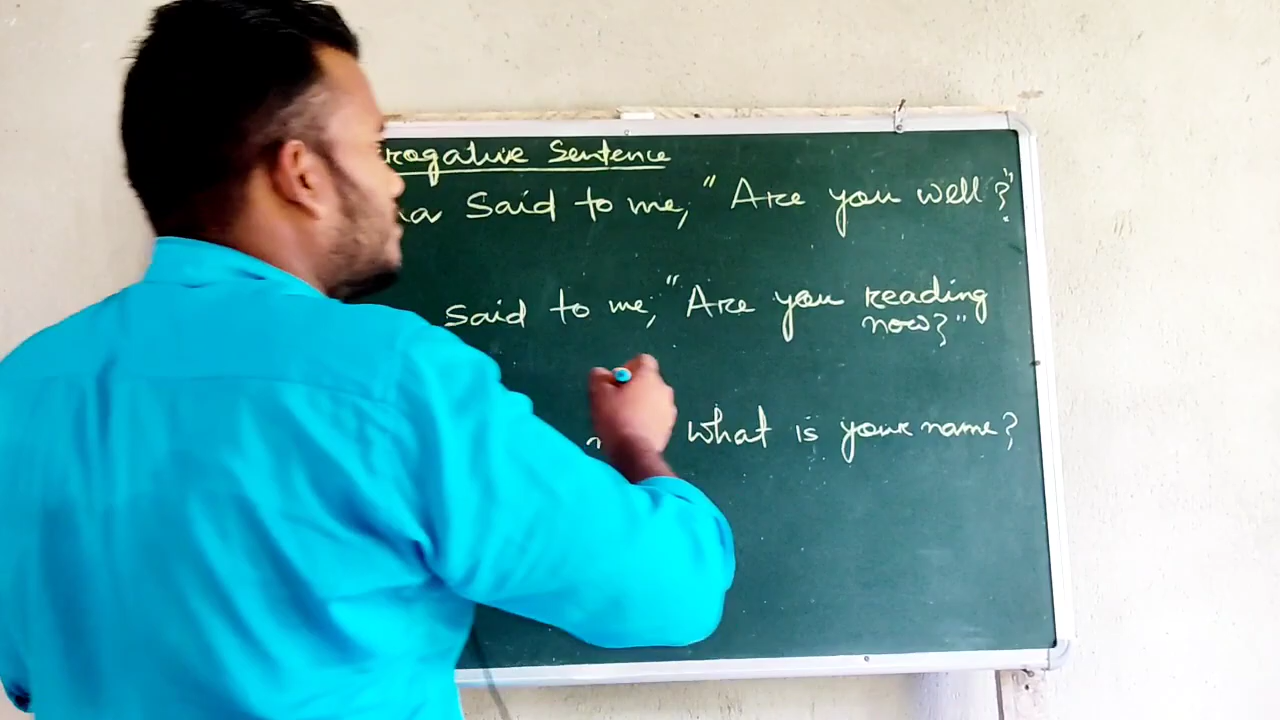 rogative Sentence
na Said to me, " Are you well ?"
said to me, " Are you reading
now? "
What is your name?